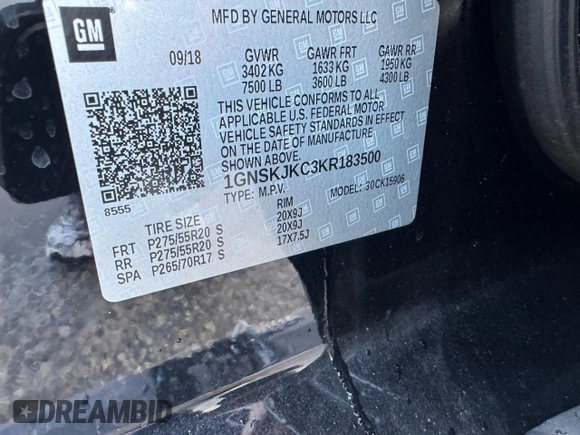 MFD BY GENERAL MOTORS LLC
GM
09/18 GVWR GAWR FRT GAWR RR
3402 KG 1633 KG 1950 KG
7500 LB 3600 LB 4300 LB
THIS VEHICLE CONFORMS TO ALL
APPLICABLE U.S. FEDERAL MOTOR
VEHICLE SAFETY STANDARDS IN EFFECT
ON THE DATE OF MANUFACTURE
SHOWN ABOVE.
1GNSKJKC3KR183500
TYPE: M.P.V. MODEL: 30CK15906
8555
TIRE SIZE RIM
FRT P275/55R20 S 20X9J
RR P275/55R20 S 20X9J
SPA P265/70R17 S 17X7.5J
DREAMBID